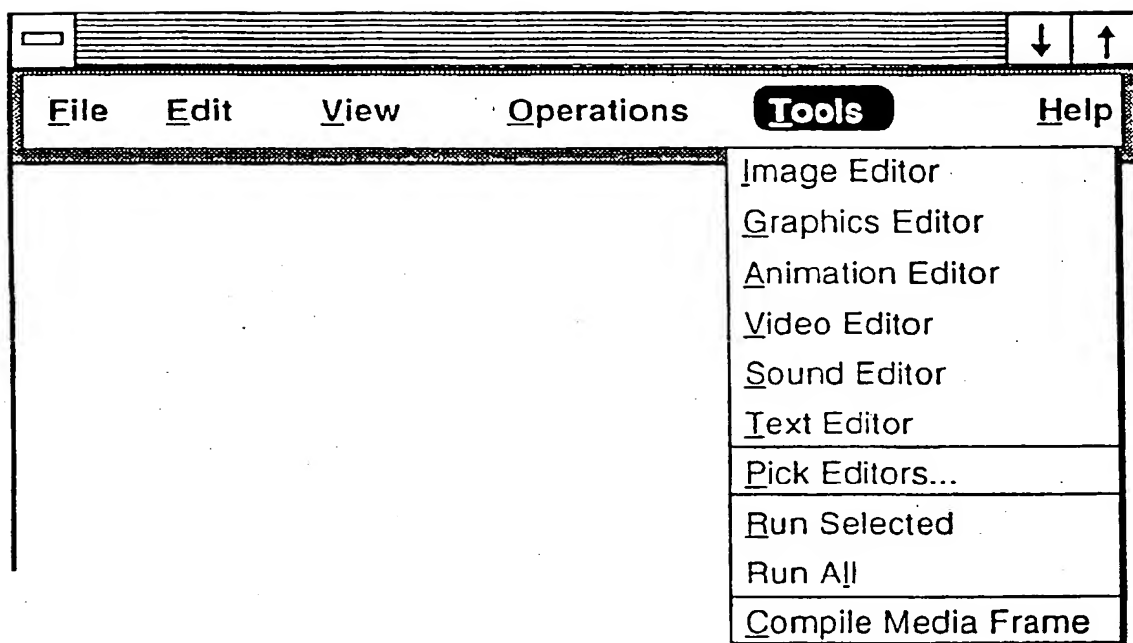 File Edit View Operations Tools Help
Image Editor
Graphics Editor
Animation Editor
Video Editor
Sound Editor
Text Editor
Pick Editors...
Run Selected
Run All
Compile Media Frame